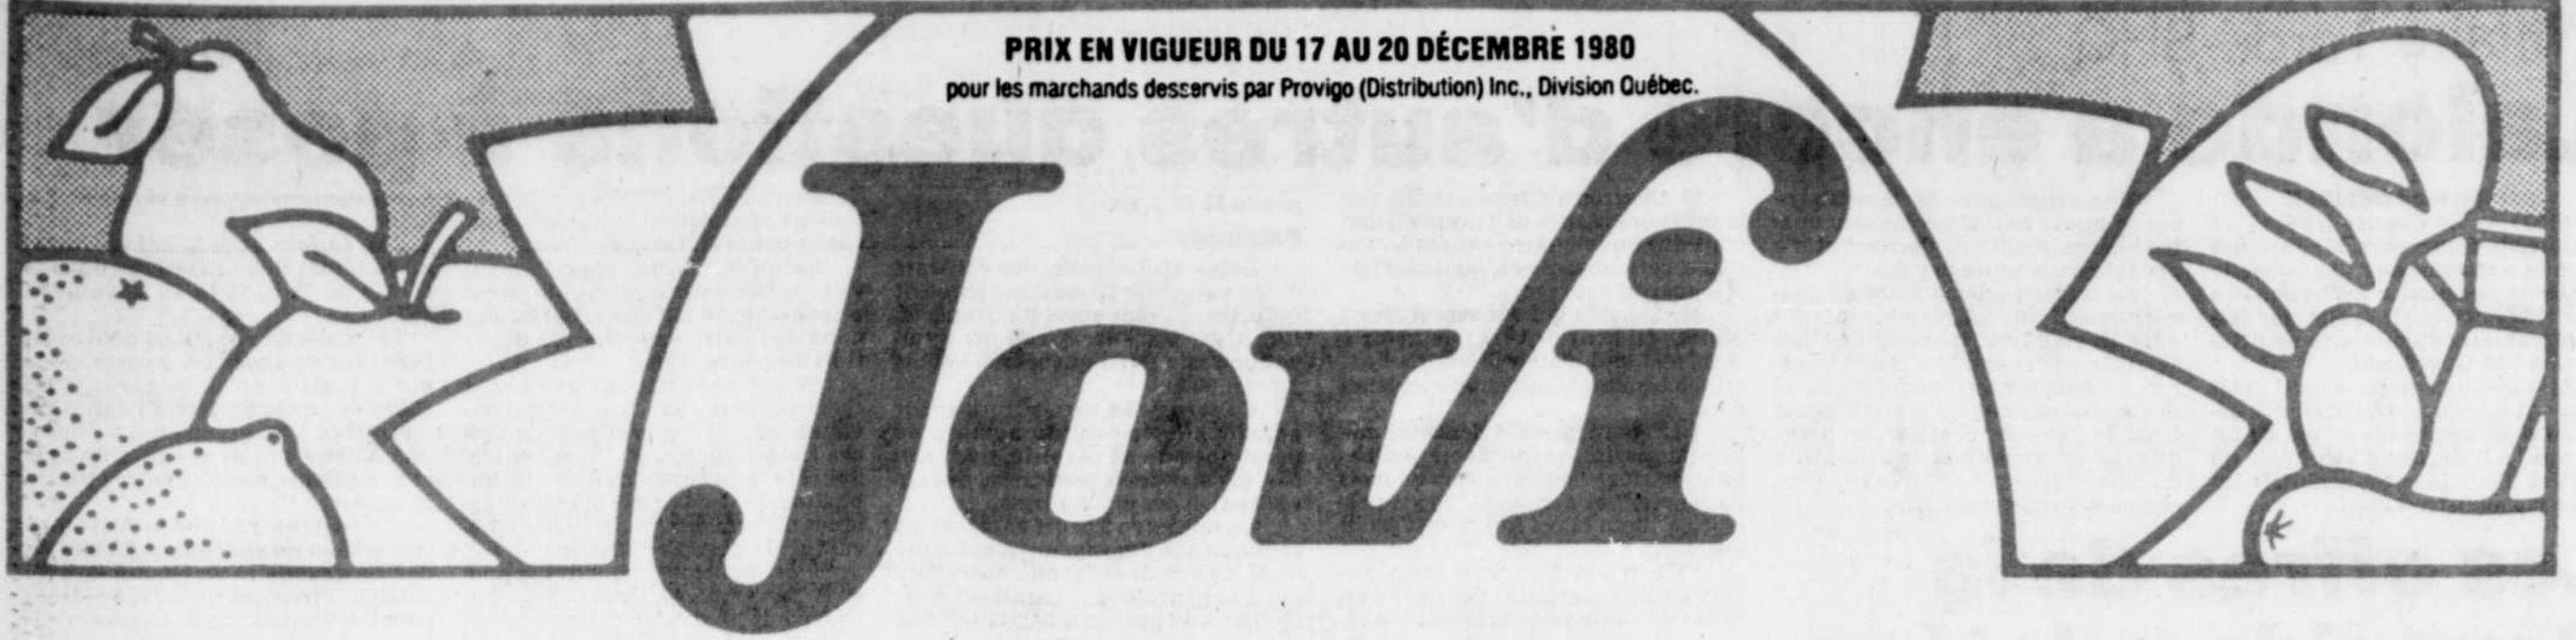 PRIX EN VIGUEUR DU 17 AU 20 DÉCEMBRE 1980
pour les marchands desservis par Provigo (Distribution) Inc., Division Québec.
Jovi